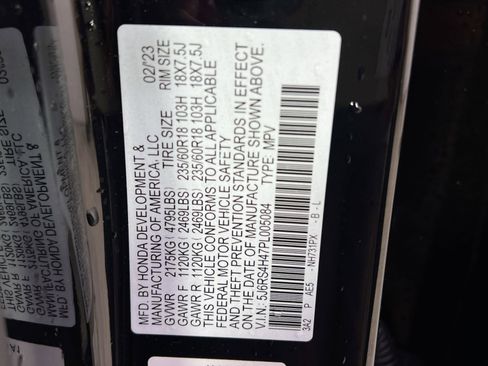 MFD. BY HONDA DEVELOPMENT &
MANUFACTURING OF AMERICA, LLC 02/'23
GVWR 2175KG( 4795LBS) TIRE SIZE RIM SIZE
GAWR F 1120KG( 2469LBS) 235/60R18 103H 18X7.5J
GAWR R 1120KG( 2469LBS) 235/60R18 103H 18X7.5J
THIS VEHICLE CONFORMS TO ALL APPLICABLE
FEDERAL MOTOR VEHICLE SAFETY
AND THEFT PREVENTION STANDARDS IN EFFECT
ON THE DATE OF MANUFACTURE SHOWN ABOVE.
V.I.N: 5J6RS4H47PL005084 TYPE: MPV
3A2 P AE5 - NH731PX - B - L